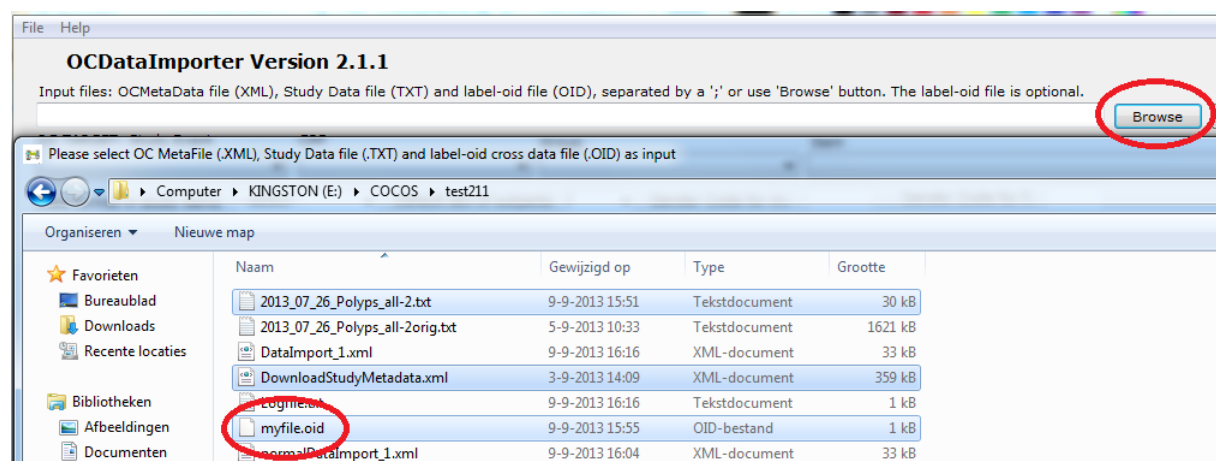 File Help
OCDataImporter Version 2.1.1
Input files: OCMetaData file (XML), Study Data file (TXT) and label-oid file (OID), separated by a ';' or use 'Browse' button. The label-oid file is optional.
Browse
Please select OC MetaFile (.XML), Study Data file (.TXT) and label-oid cross data file (.OID) as input
Computer KINGSTON (E:) COCOS test211
Organiseren Nieuwe map
Naam Gewijzigd op Type Grootte
Favorieten
Bureaublad
Downloads
Recente locaties
Bibliotheken
Afbeeldingen
Documenten
2013_07_26_Polyps_all-2.txt 9-9-2013 15:51 Tekstdocument 30 kB
2013_07_26_Polyps_all-2orig.txt 5-9-2013 10:33 Tekstdocument 1621 kB
DataImport_1.xml 9-9-2013 16:16 XML-document 33 kB
DownloadStudyMetadata.xml 3-9-2013 14:09 XML-document 359 kB
Logfile.txt 9-9-2013 16:16 Tekstdocument 1 kB
myfile.oid 9-9-2013 15:55 OID-bestand 1 kB
normalDataImport_1.xml 9-9-2013 16:04 XML-document 33 kB